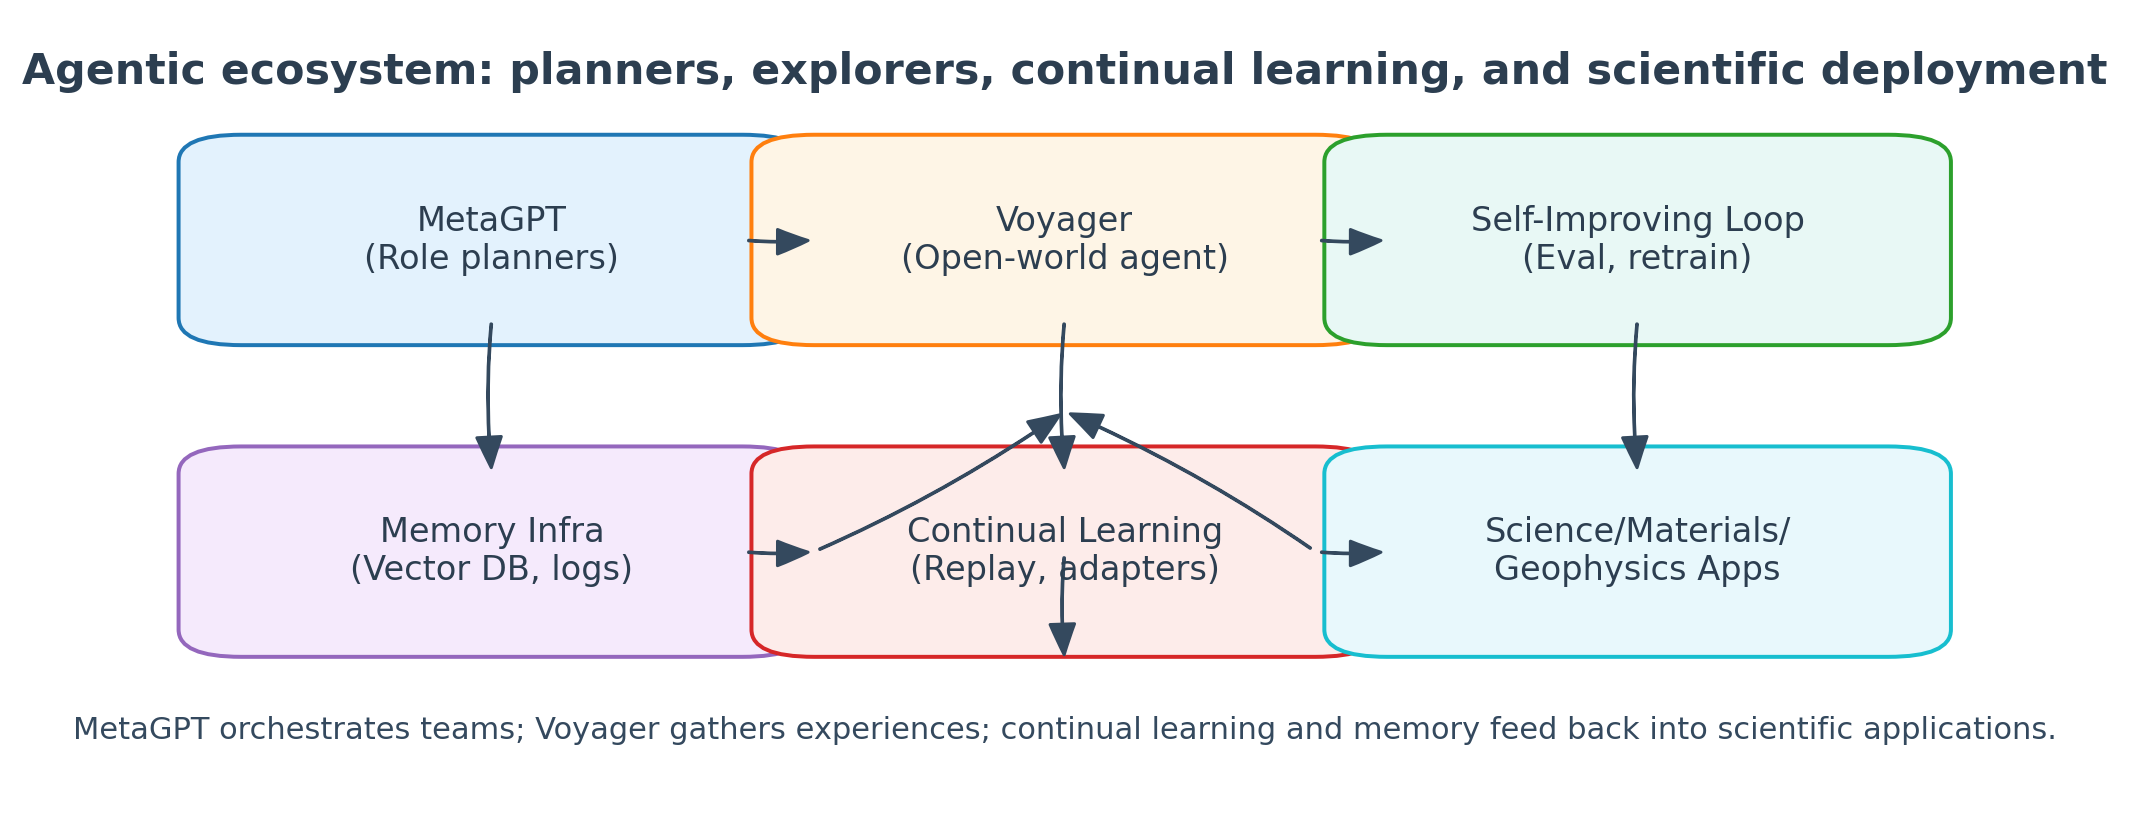 Agentic ecosystem: planners, explorers, continual learning, and scientific deployment
MetaGPT
(Role planners)
Voyager
(Open-world agent)
Self-Improving Loop
(Eval, retrain)
Memory Infra
(Vector DB, logs)
Continual Learning
(Replay, adapters)
Science/Materials/
Geophysics Apps
MetaGPT orchestrates teams; Voyager gathers experiences; continual learning and memory feed back into scientific applications.